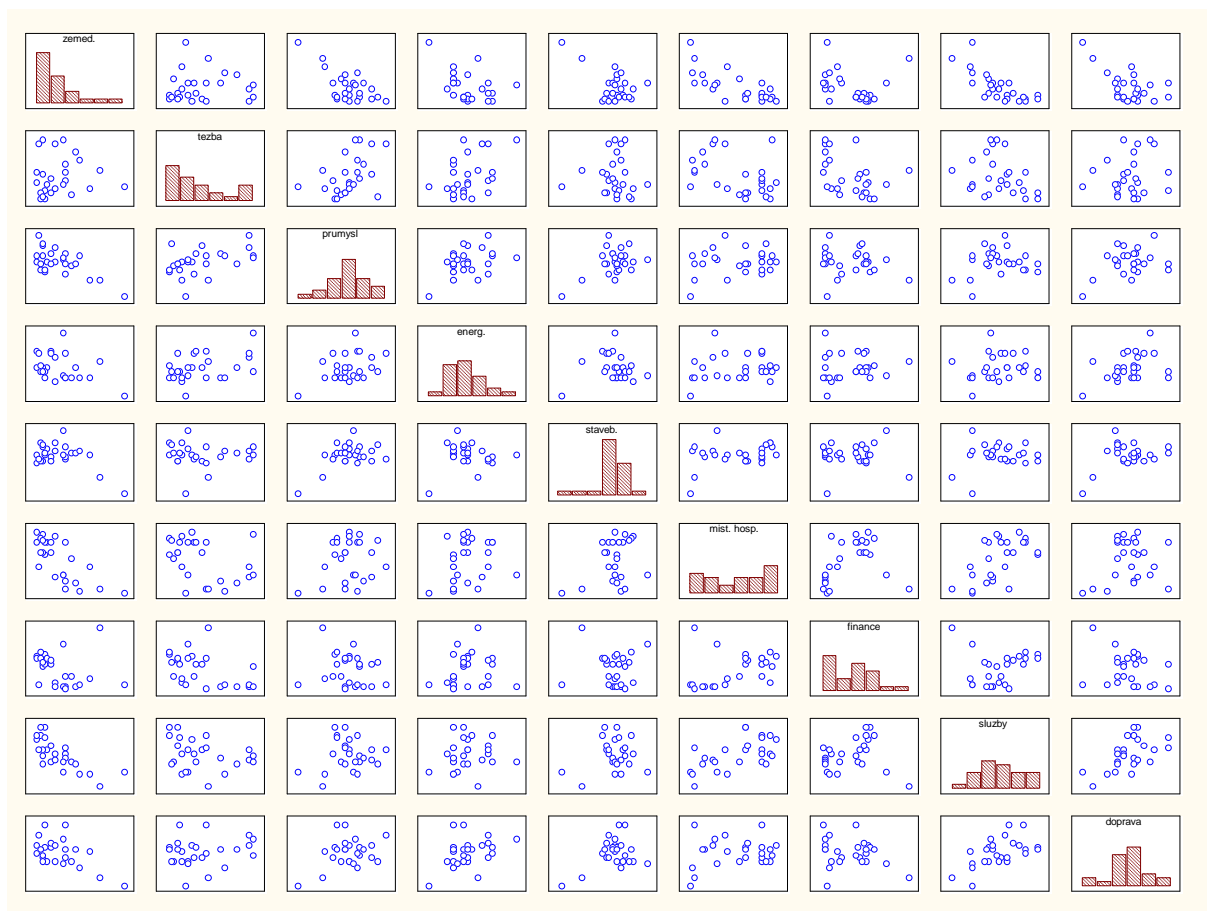 zemed.
tezba
prumysl
energ.
staveb.
mist. hosp.
finance
sluzby
doprava